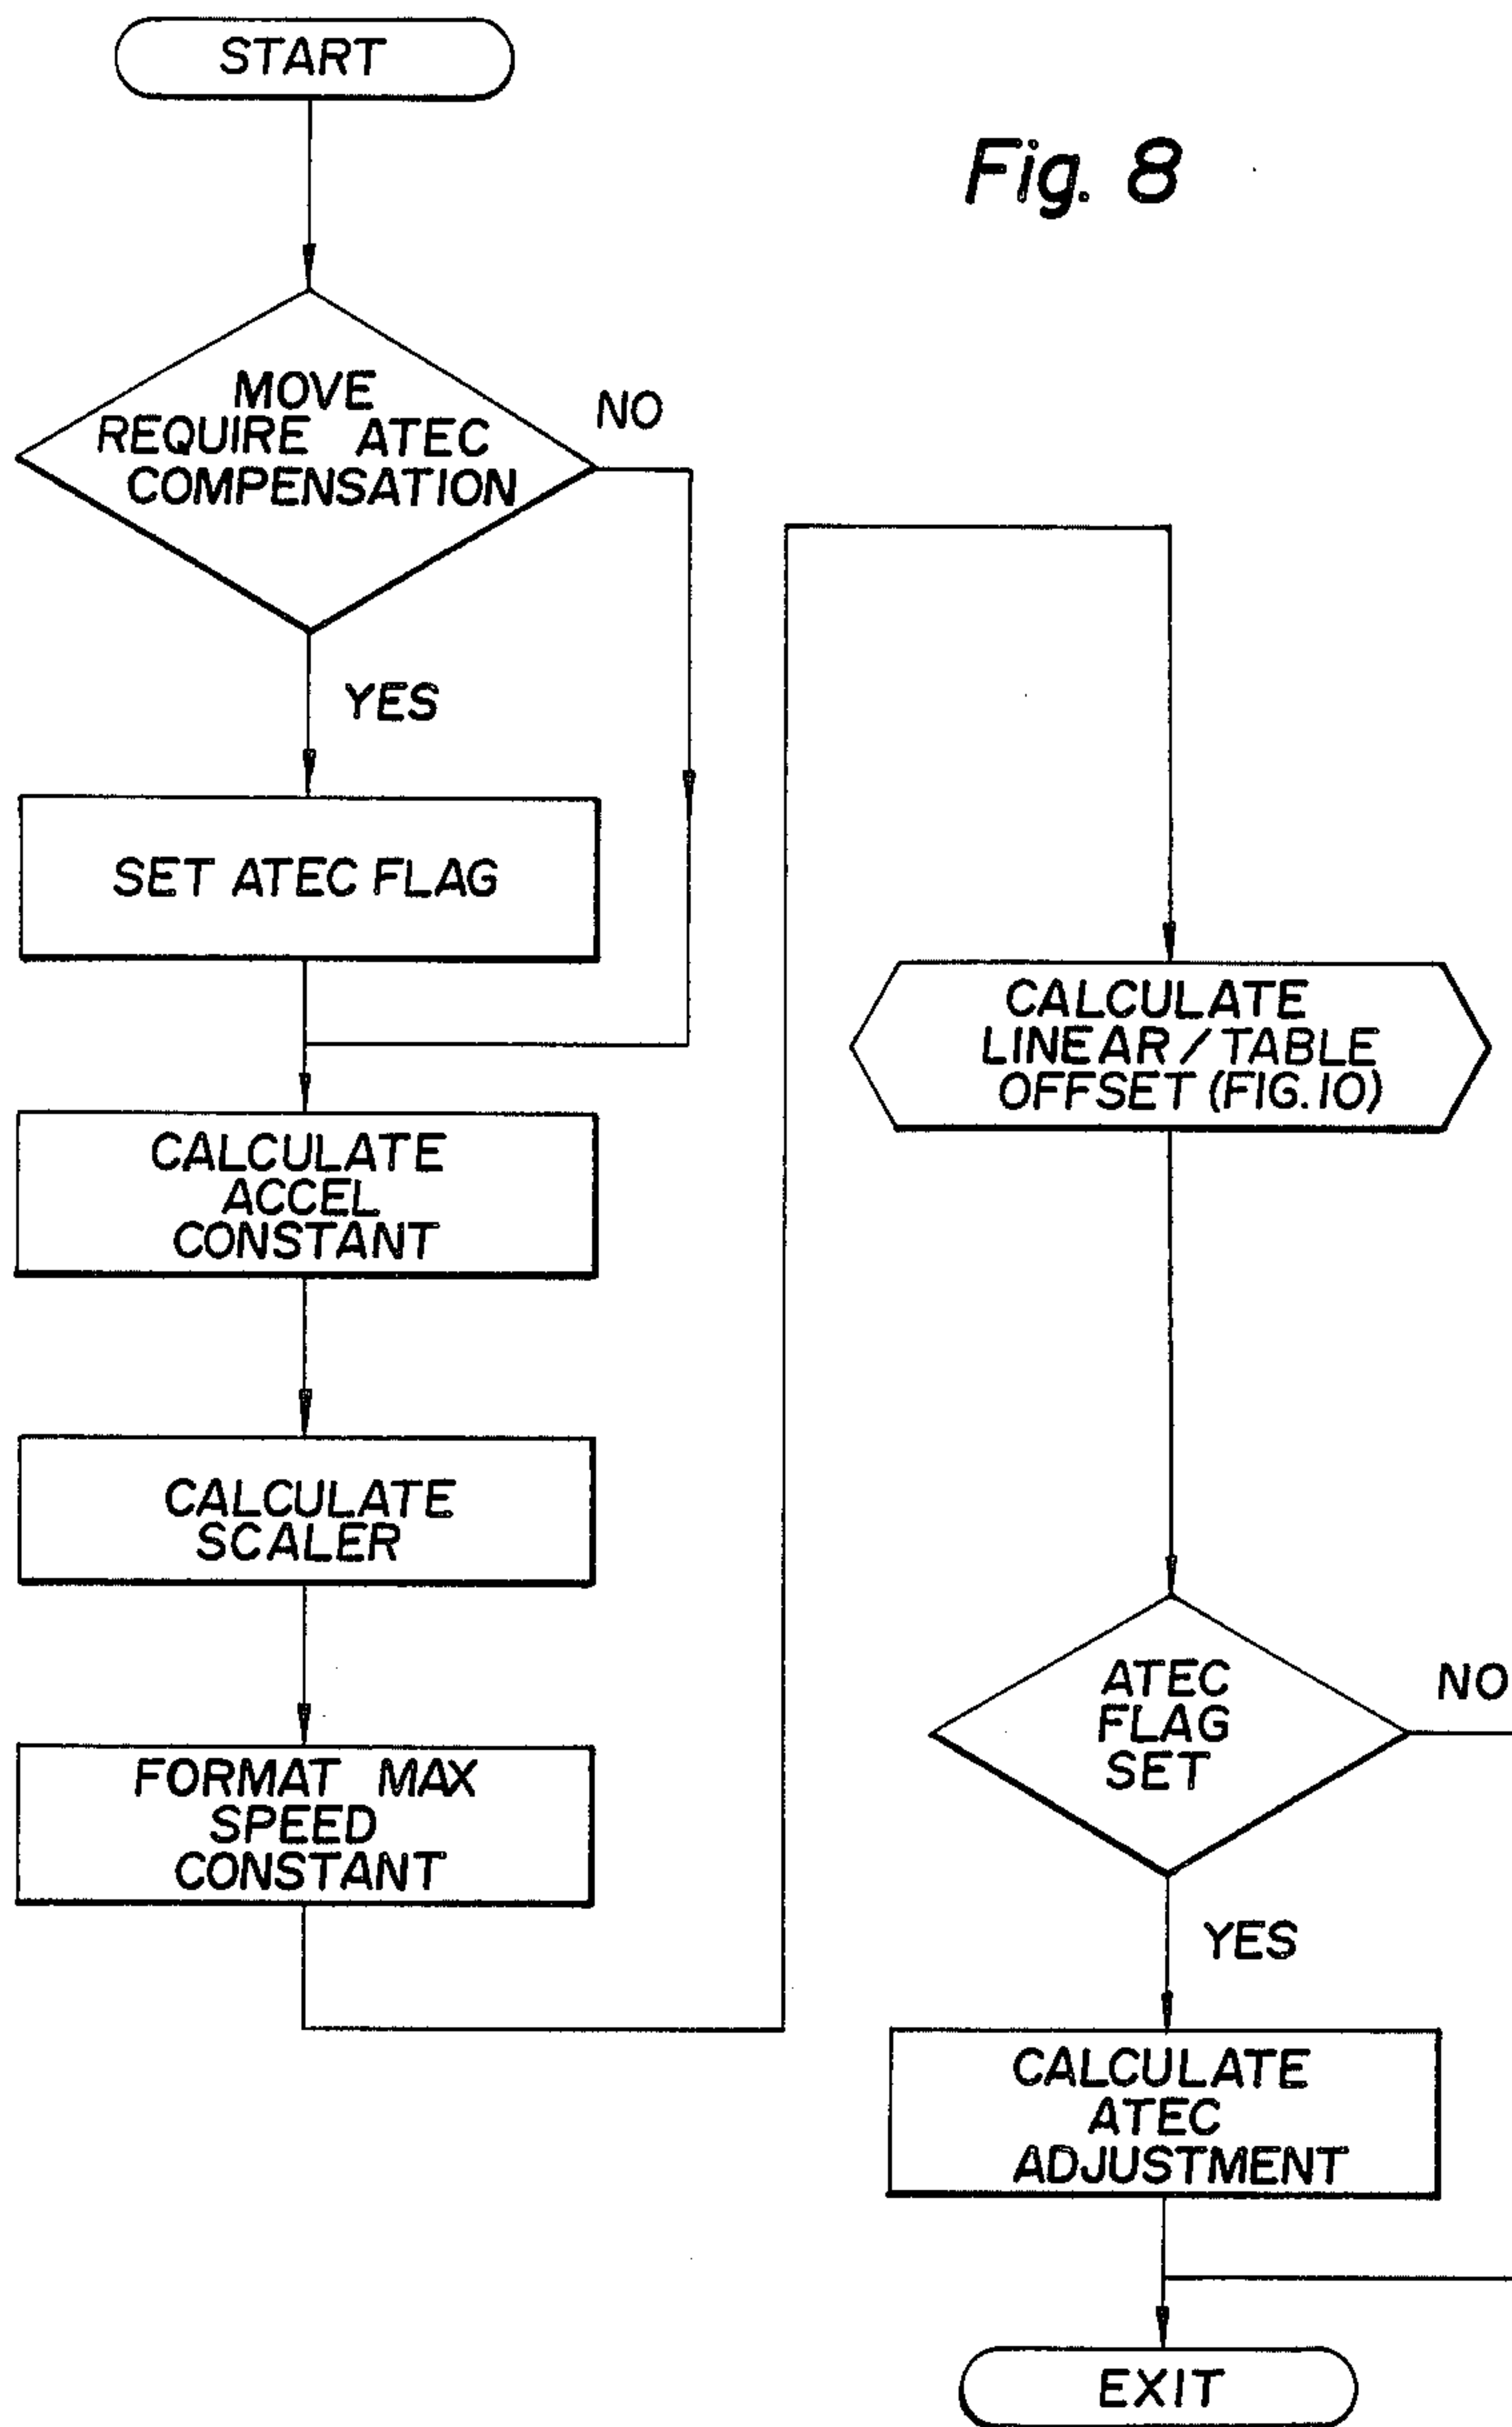 START
Fig. 8
MOVE
REQUIRE ATEC
COMPENSATION
NO
YES
SET ATEC FLAG
CALCULATE
ACCEL
CONSTANT
CALCULATE
SCALER
FORMAT MAX
SPEED
CONSTANT
CALCULATE
LINEAR / TABLE
OFFSET (FIG. 10)
ATEC
FLAG
SET
NO
YES
CALCULATE
ATEC
ADJUSTMENT
EXIT